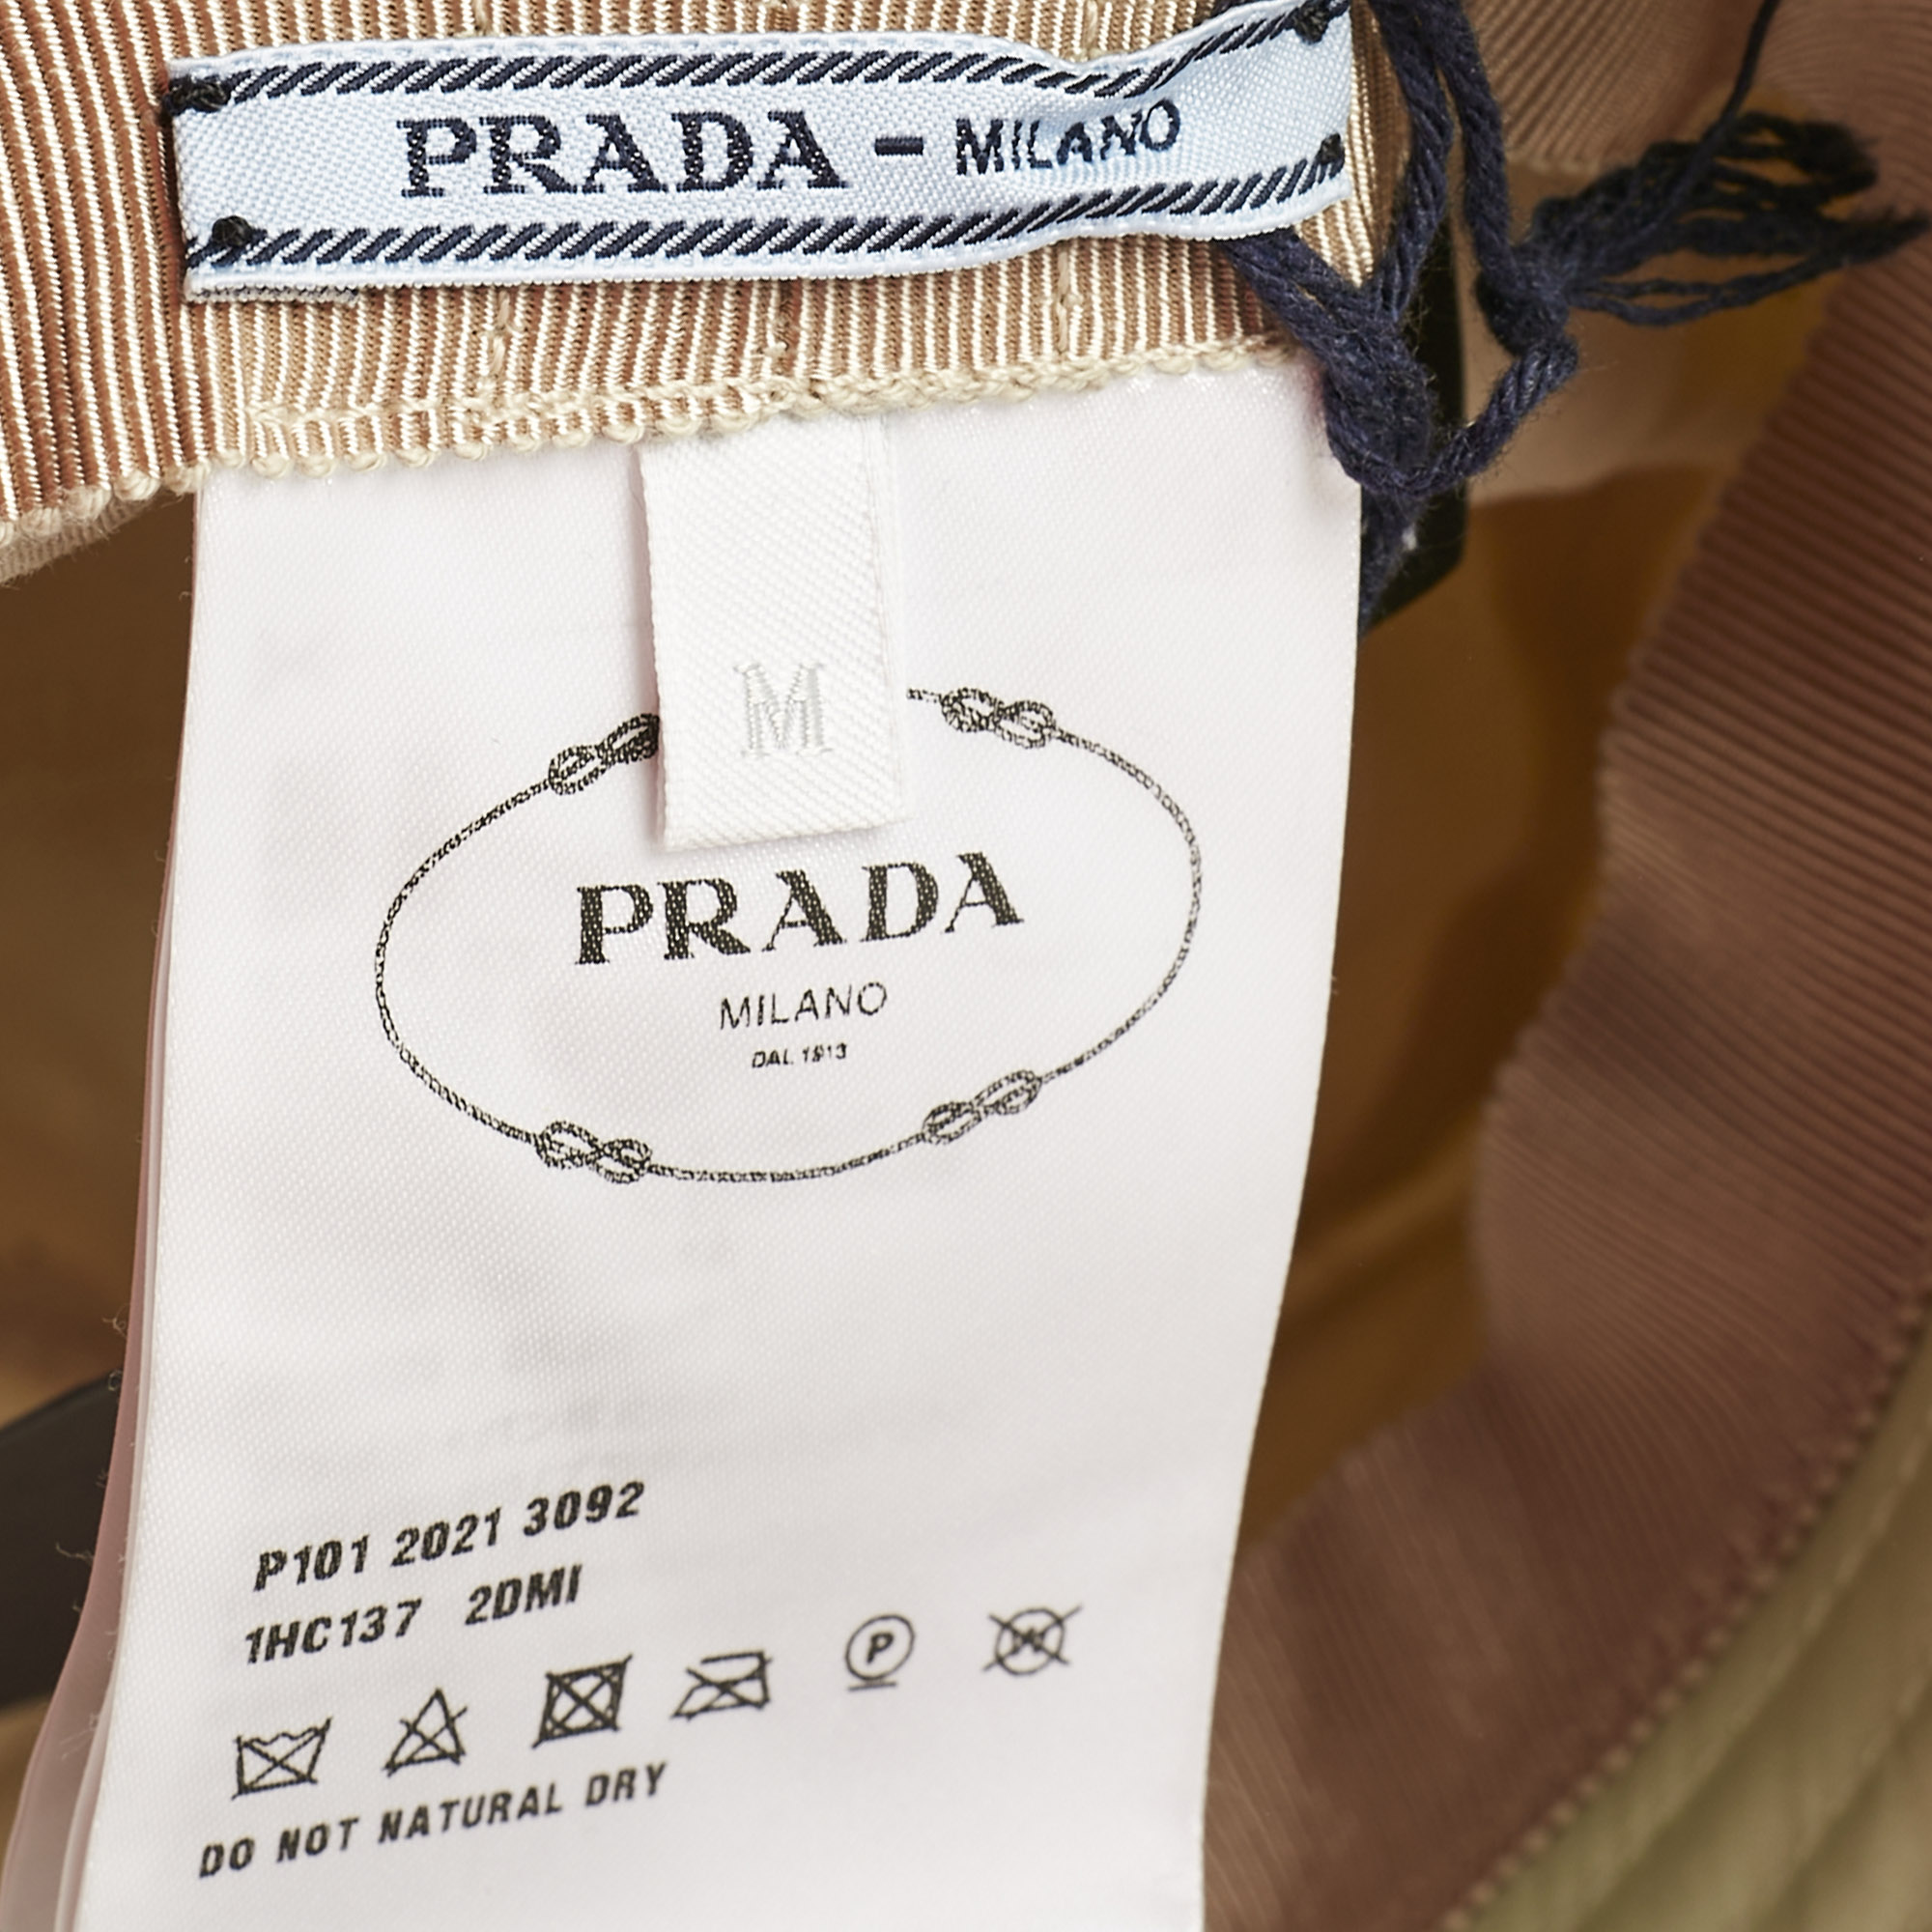 PRADA - MILANO
M
PRADA
MILANO
DAL 1913
P101 2021 3092
1HC137 2DMI
P W
DO NOT NATURAL DRY